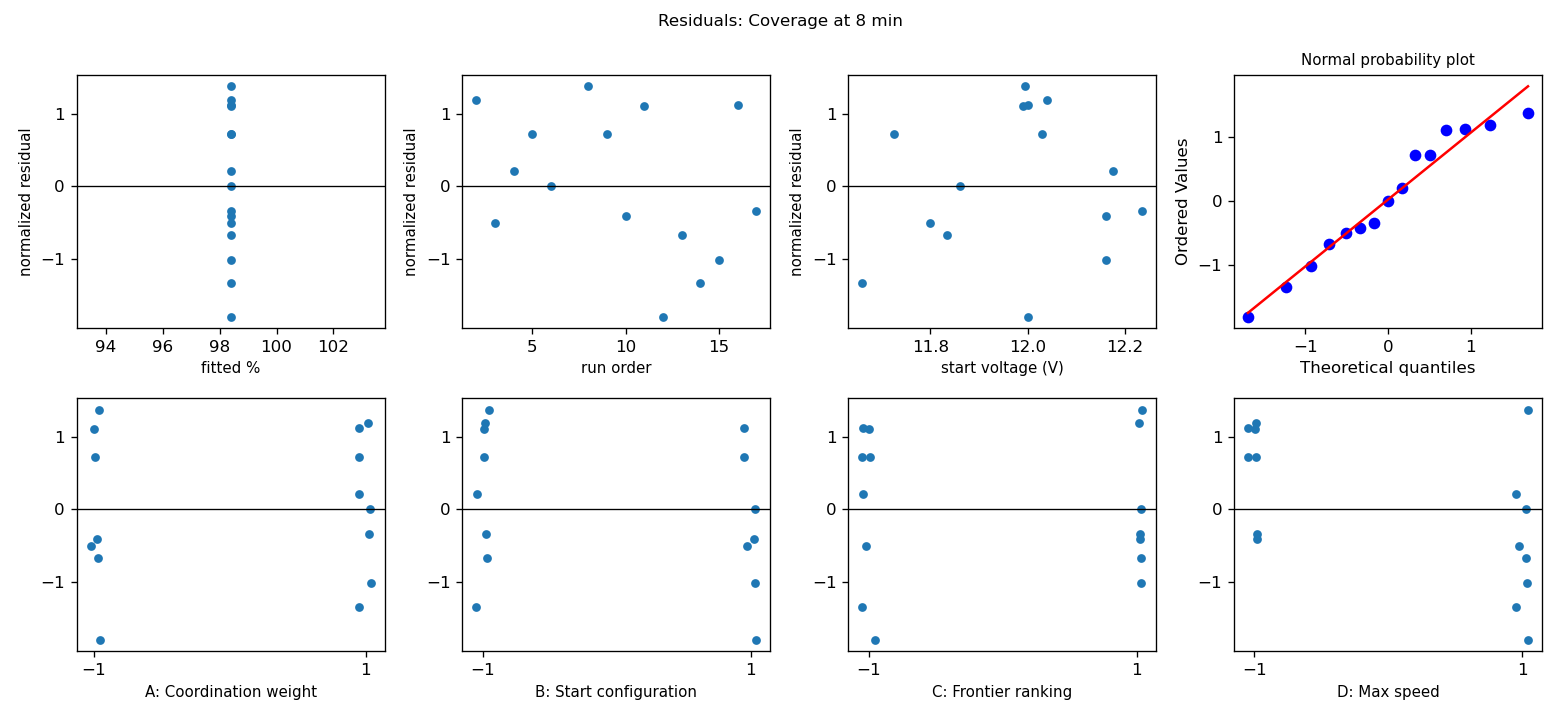 Residuals: Coverage at 8 min
normalized residual
1
0
−1
94 96 98 100 102
fitted %
normalized residual
1
0
−1
5 10 15
run order
normalized residual
1
0
−1
11.8 12.0 12.2
start voltage (V)
Normal probability plot
Ordered Values
1
0
−1
−1 0 1
Theoretical quantiles
1
0
−1
−1 1
A: Coordination weight
1
0
−1
−1 1
B: Start configuration
1
0
−1
−1 1
C: Frontier ranking
1
0
−1
−1 1
D: Max speed